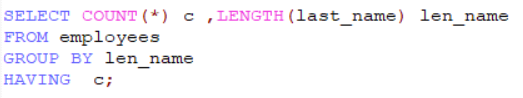 SELECT COUNT(*) c ,LENGTH(last_name) len_name
FROM employees
GROUP BY len_name
HAVING  c;